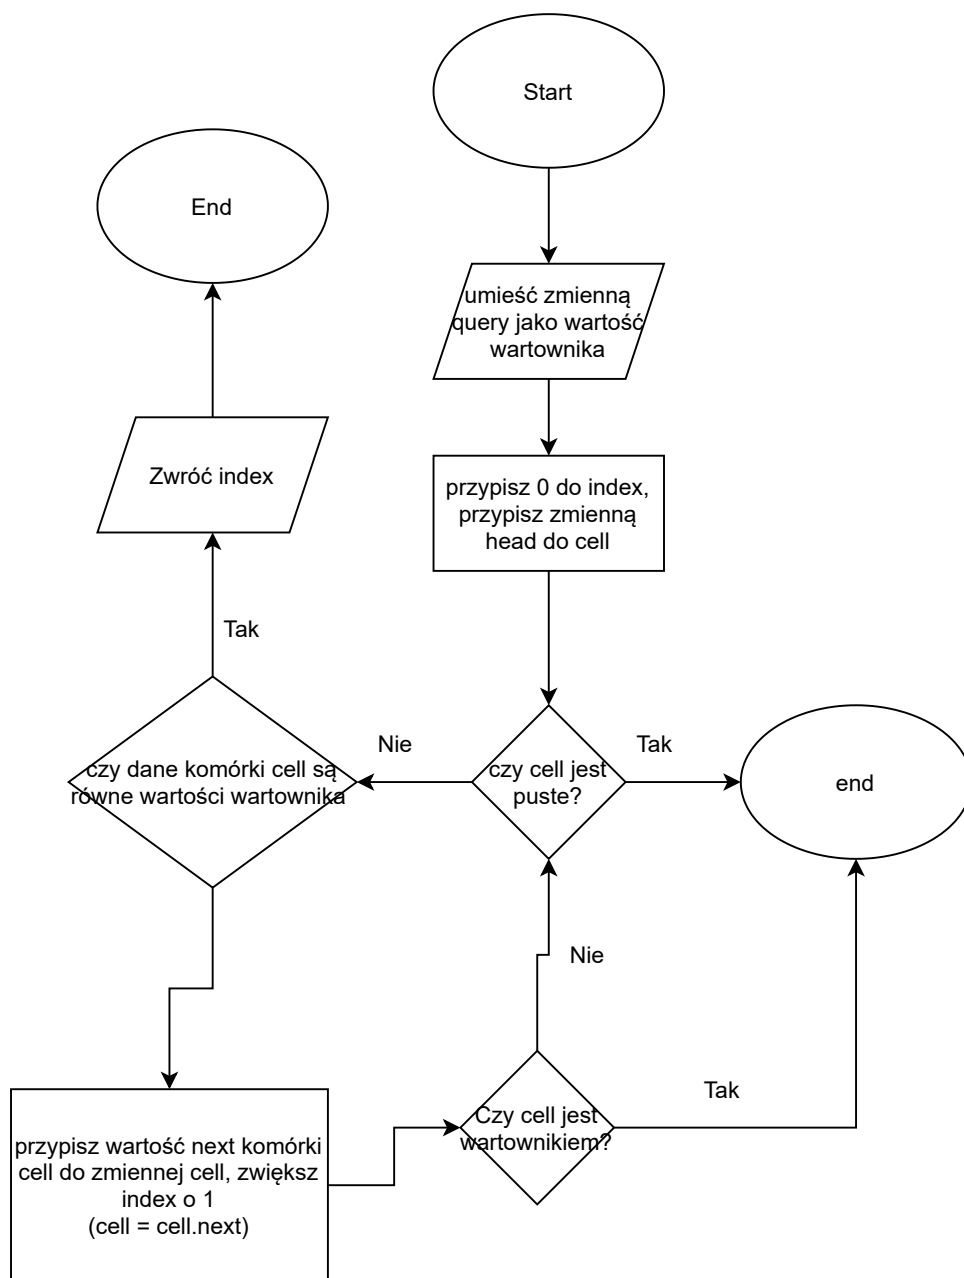 Start
End
umieść zmienną
query jako wartość
wartownika
Zwróć index
przypisz 0 do index,
przypisz zmienną
head do cell
Tak
Nie
Tak
czy dane komórki cell są
równe wartości wartownika
czy cell jest
puste?
end
Nie
Tak
Czy cell jest
wartownikiem?
przypisz wartość next komórki
cell do zmiennej cell, zwiększ
index o 1
(cell = cell.next)